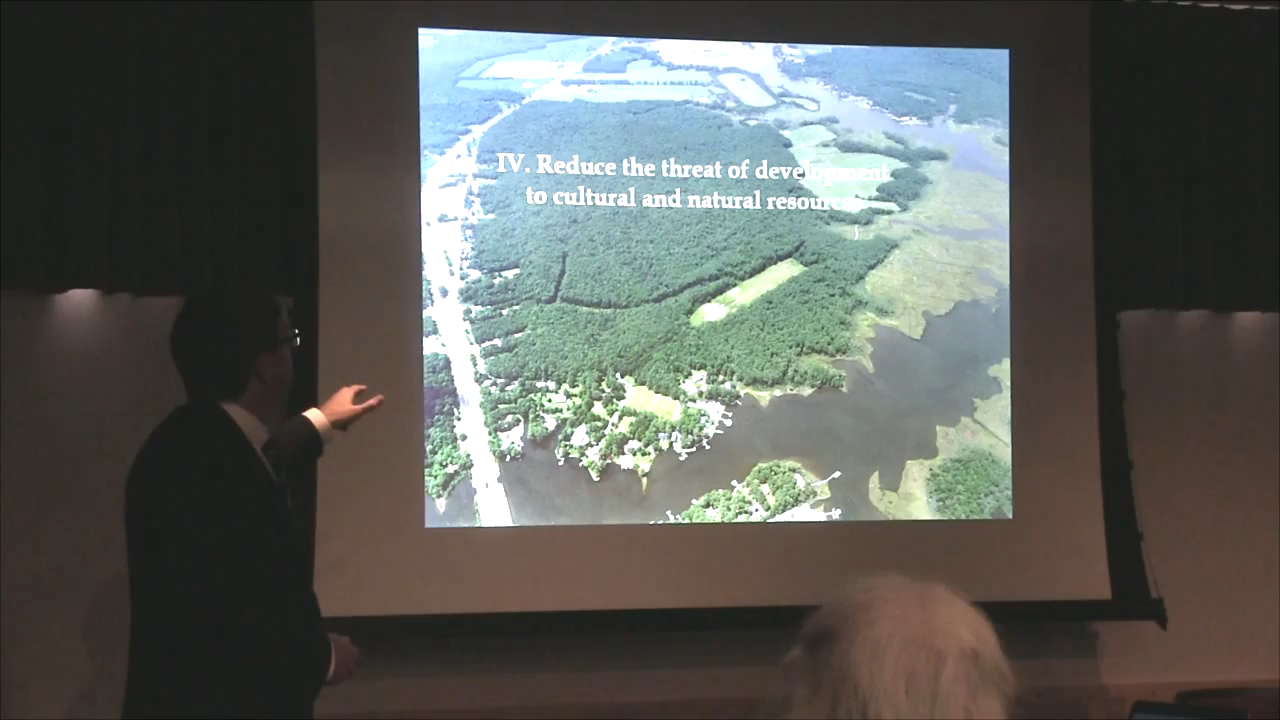 IV. Reduce the threat of development
to cultural and natural resources